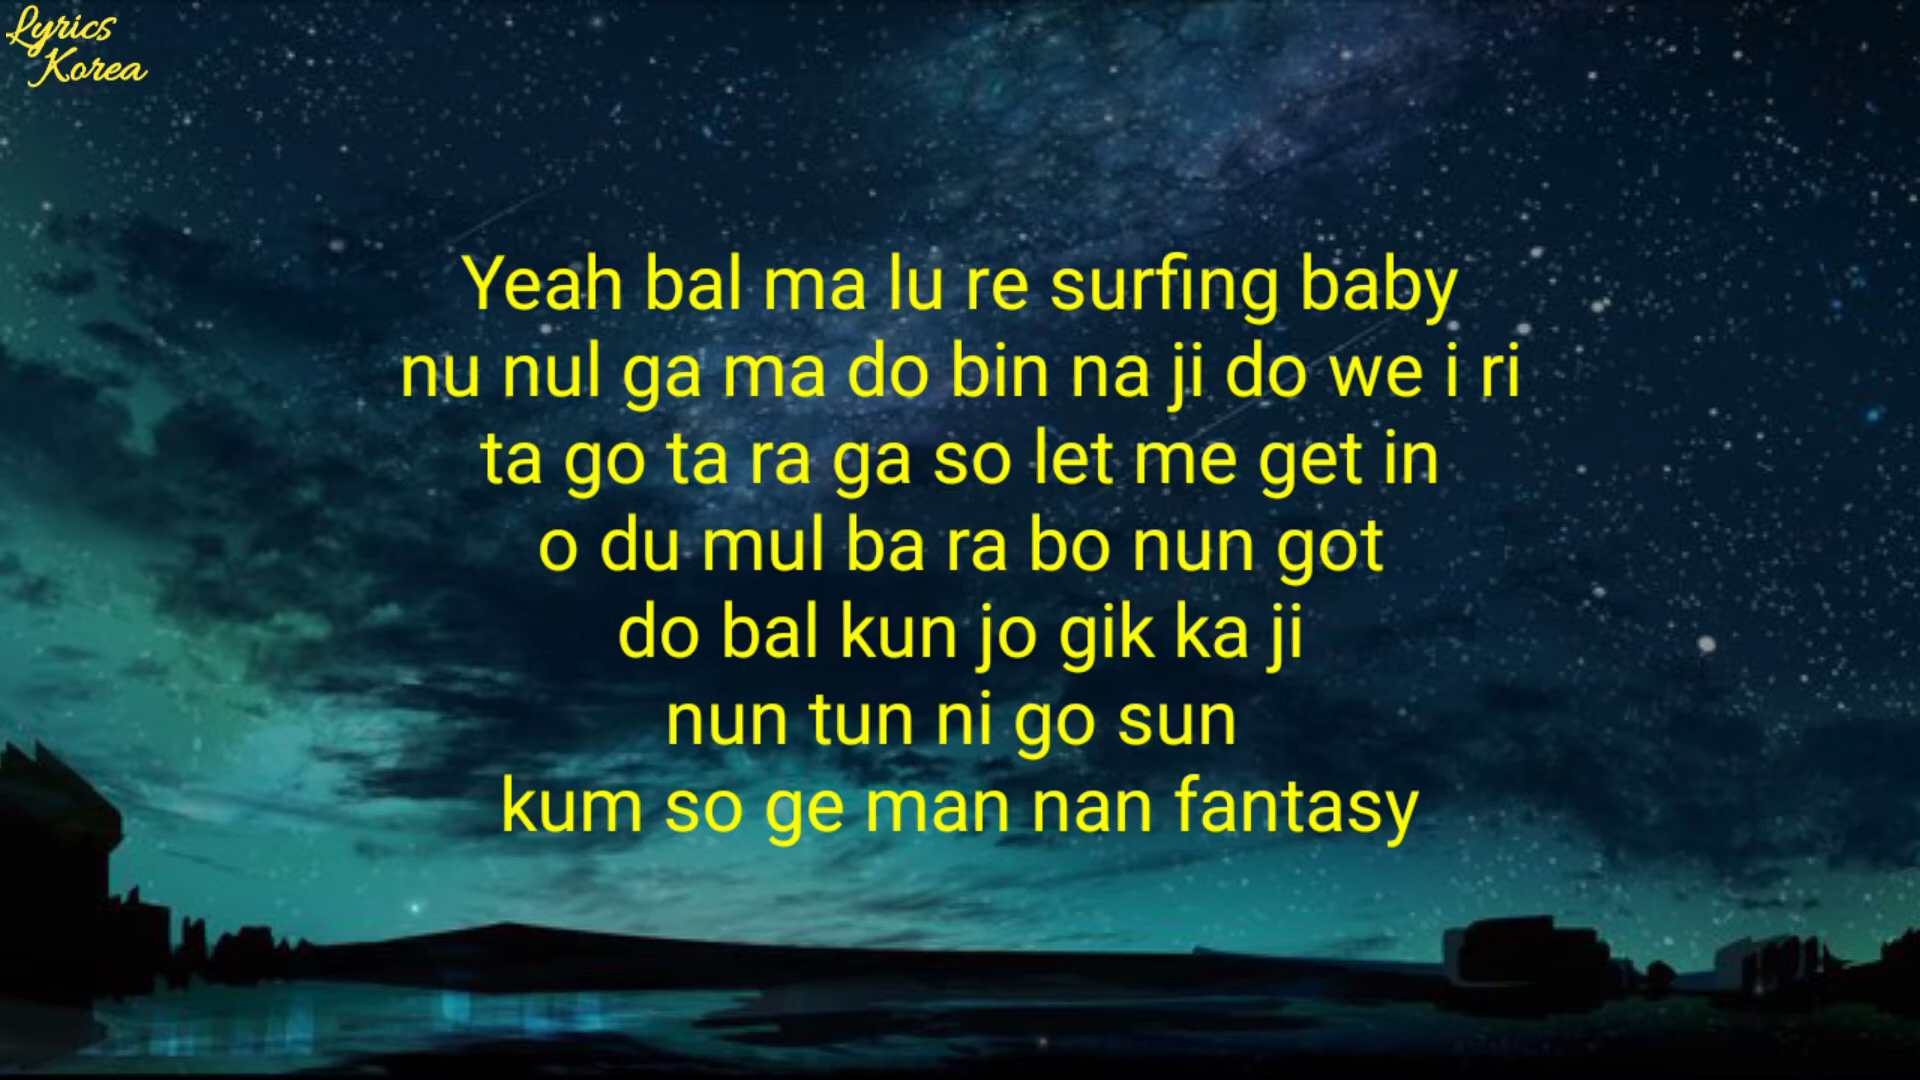 Lyrics
Korea
Yeah bal ma lu re surfing baby
nu nul ga ma do bin na ji do we i ri
ta go ta ra ga so let me get in
o du mul ba ra bo nun got
do bal kun jo gik ka ji
nun tun ni go sun
kum so ge man nan fantasy